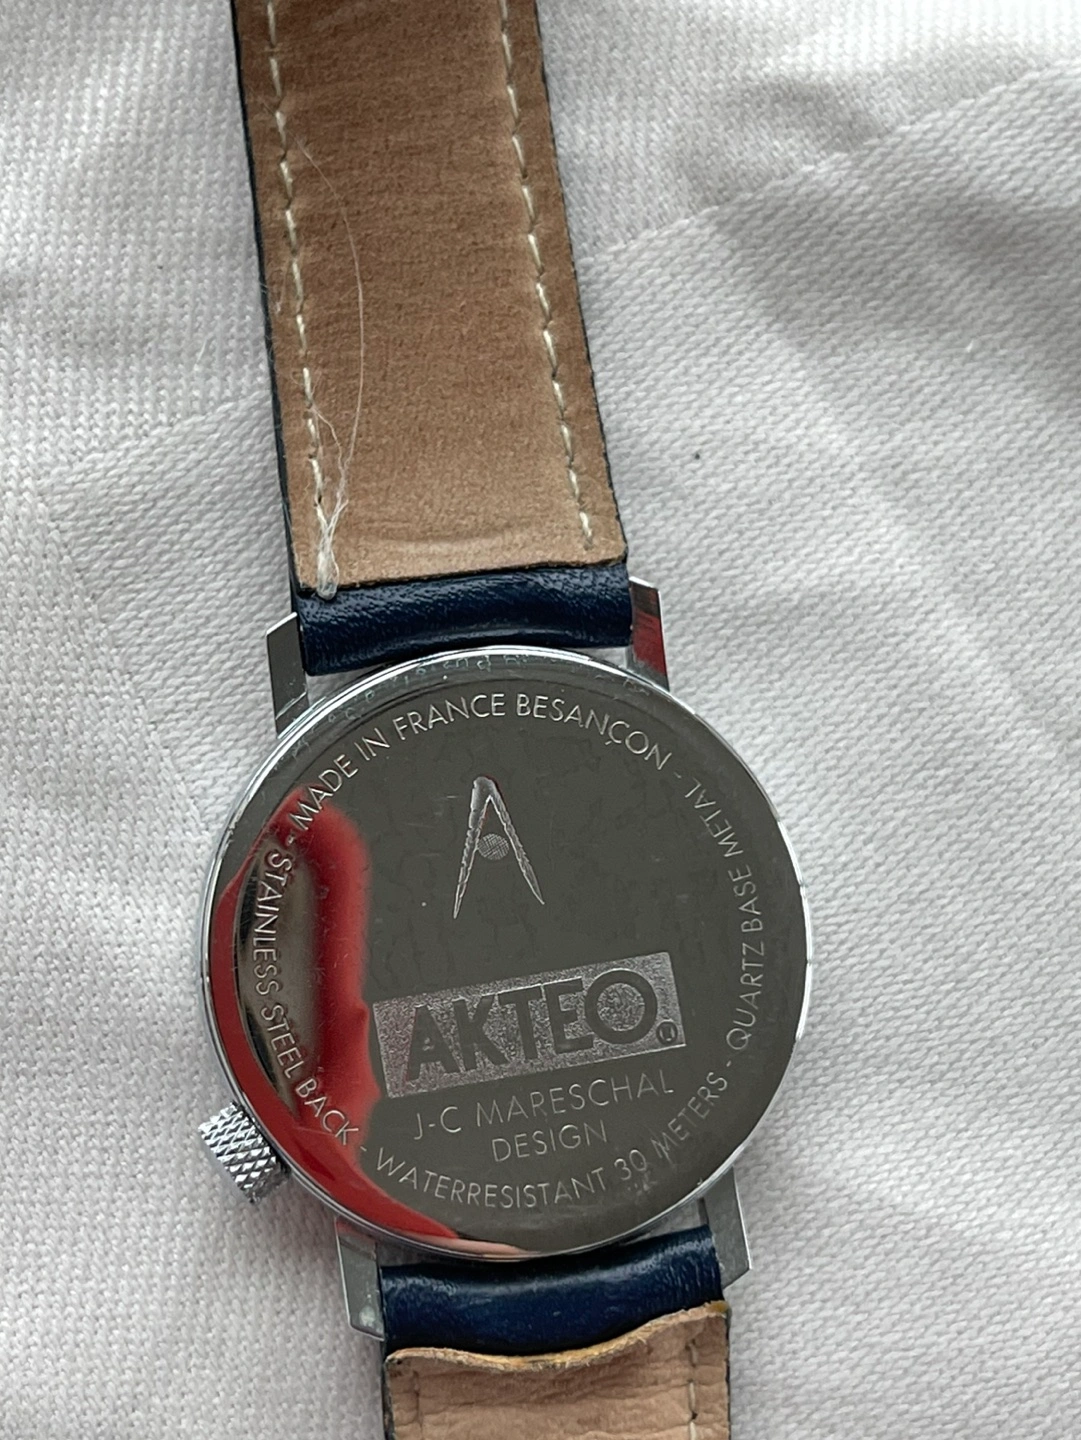 - MADE IN FRANCE BESANÇON - QUARTZ BASE METAL - WATERRESISTANT 30 METERS - STAINLESS STEEL BACK
AKTEO
J-C MARESCHAL
DESIGN